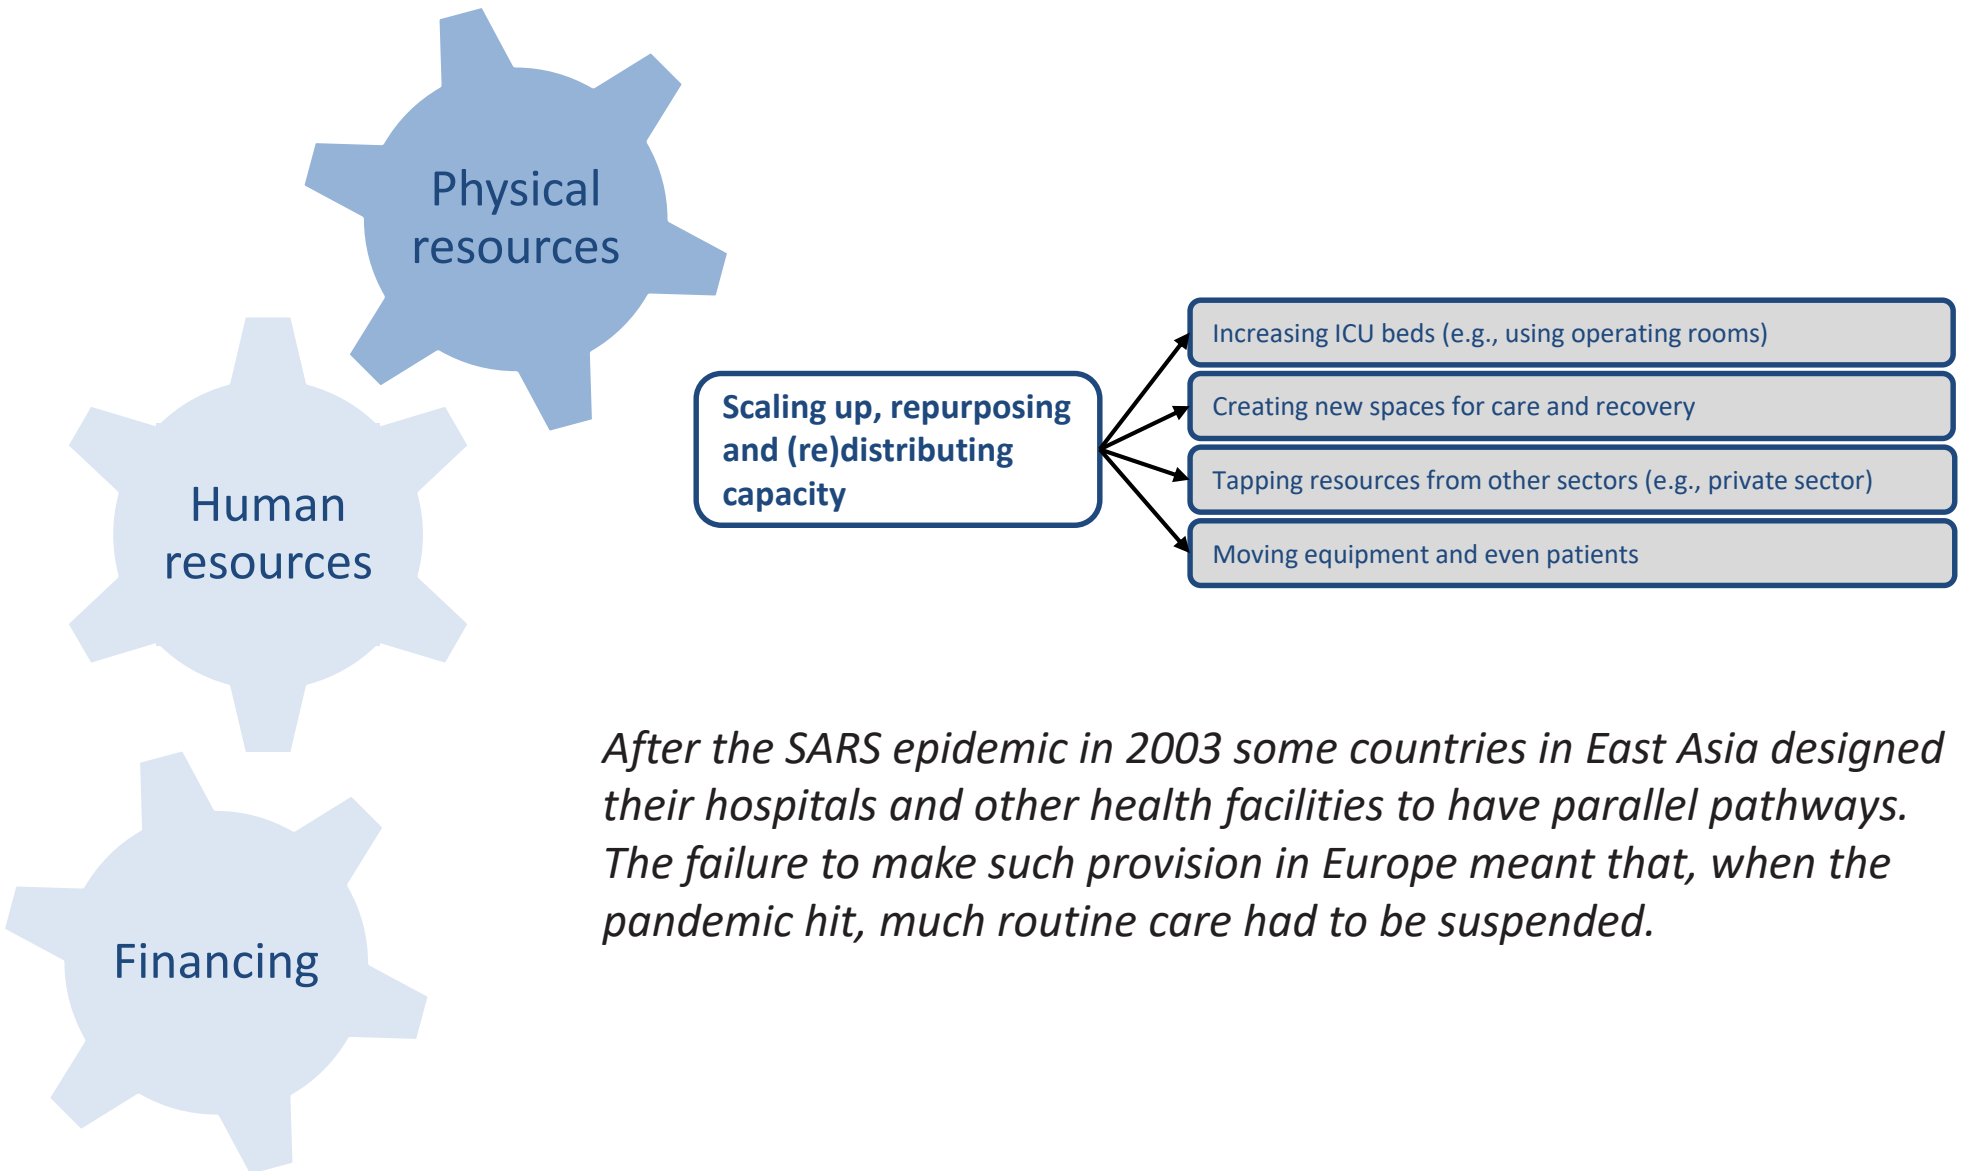 Physical
resources
Human
resources
Financing
Scaling up, repurposing
and (re)distributing
capacity
Increasing ICU beds (e.g., using operating rooms)
Creating new spaces for care and recovery
Tapping resources from other sectors (e.g., private sector)
Moving equipment and even patients
After the SARS epidemic in 2003 some countries in East Asia designed
their hospitals and other health facilities to have parallel pathways.
The failure to make such provision in Europe meant that, when the
pandemic hit, much routine care had to be suspended.